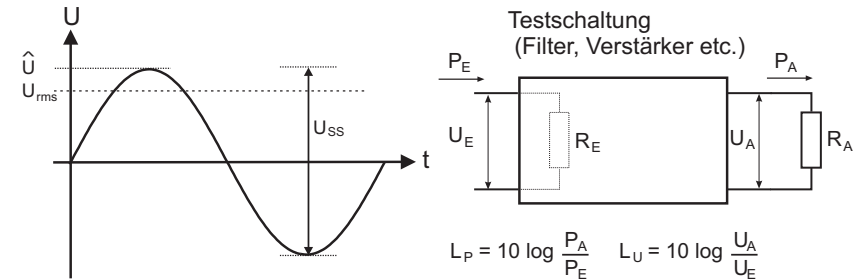 U
Û
U_rms
U_SS
t
Testschaltung
(Filter, Verstärker etc.)
P_E
P_A
U_E
R_E
U_A
R_A
L_P = 10 log P_A/P_E
L_U = 10 log U_A/U_E